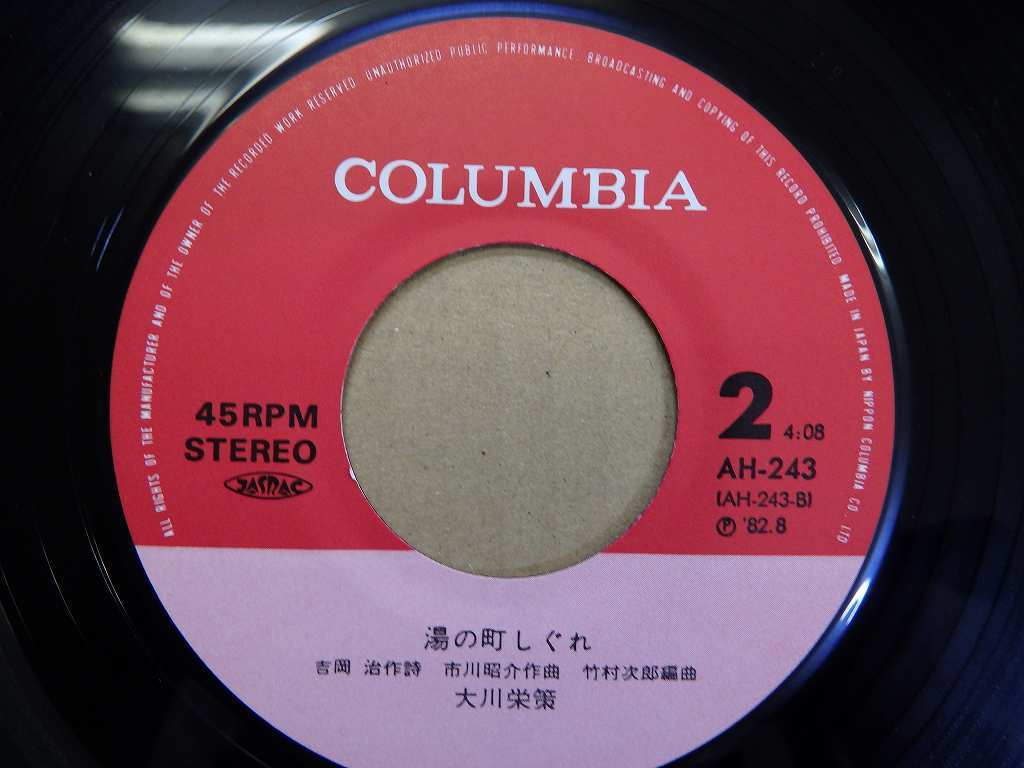 ALL RIGHTS OF THE MANUFACTURER AND OF THE OWNER OF THE RECORDED WORK RESERVED. UNAUTHORIZED PUBLIC PERFORMANCE. BROADCASTING AND COPYING OF THIS RECORD PROHIBITED. MADE IN JAPAN BY NIPPON COLUMBIA CO., LTD
COLUMBIA
45RPM
STEREO
JASRAC
2 4:08
AH-243
(AH-243-B)
Ⓟ '82.8
湯の町しぐれ
吉岡 治作詩 市川昭介作曲 竹村次郎編曲
大川栄策